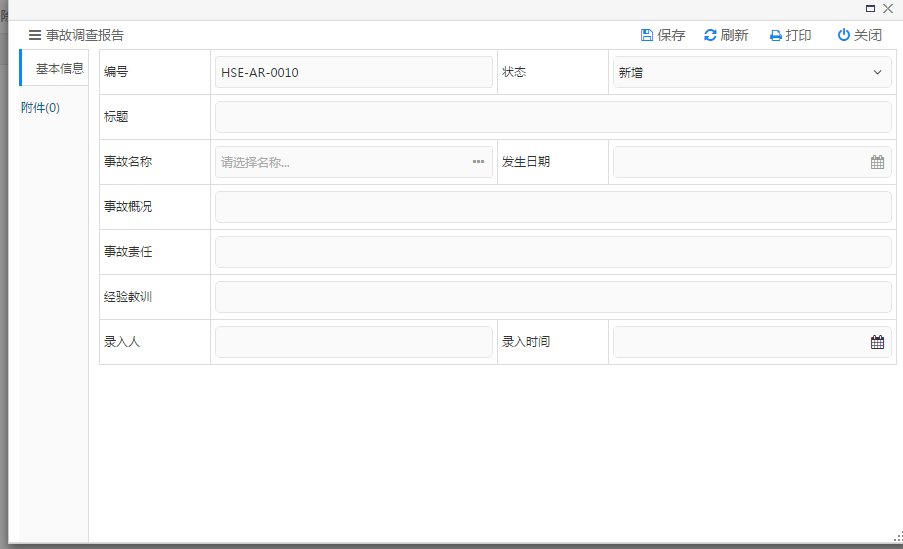 事故调查报告 保存 刷新 打印 关闭
基本信息
附件(0)
编号 HSE-AR-0010 状态 新增
标题
事故名称 请选择名称... 发生日期
事故概况
事故责任
经验教训
录入人 录入时间